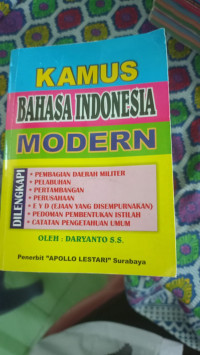 KAMUS
BAHASA INDONESIA
MODERN
DILENGKAPI
• PEMBAGIAN DAERAH MILITER
• PELABUHAN
• PERTAMBANGAN
• PERUSAHAAN
• E Y D (EJAAN YANG DISEMPURNAKAN)
• PEDOMAN PEMBENTUKAN ISTILAH
• CATATAN PENGETAHUAN UMUM
OLEH : DARYANTO S.S.
Penerbit "APOLLO LESTARI" Surabaya